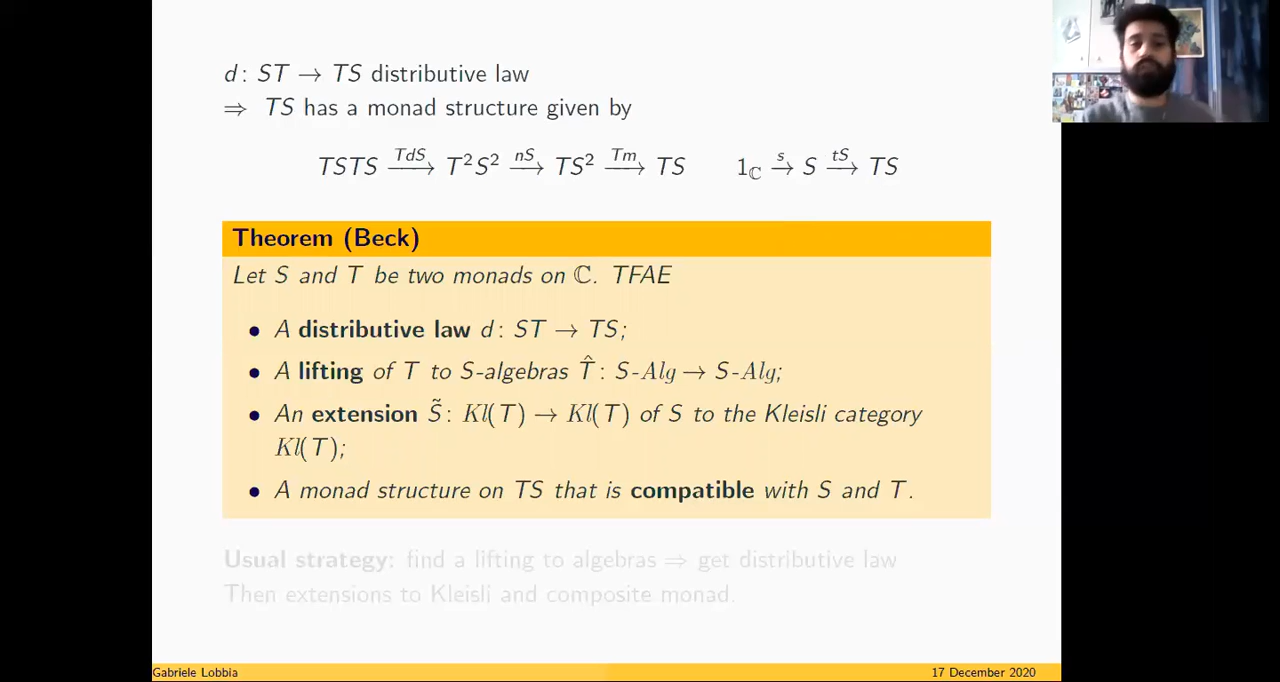 d: ST → TS distributive law
⇒ TS has a monad structure given by
TSTS —TdS→ T²S² —nS→ TS² —Tm→ TS 1_ℂ —s→ S —tS→ TS
Theorem (Beck)
Let S and T be two monads on ℂ. TFAE
• A distributive law d: ST → TS;
• A lifting of T to S-algebras T̂: S-Alg → S-Alg;
• An extension S̃: Kl(T) → Kl(T) of S to the Kleisli category
Kl(T);
• A monad structure on TS that is compatible with S and T.
Usual strategy: find a lifting to algebras ⇒ get distributive law
Then extensions to Kleisli and composite monad.
Gabriele Lobbia 17 December 2020